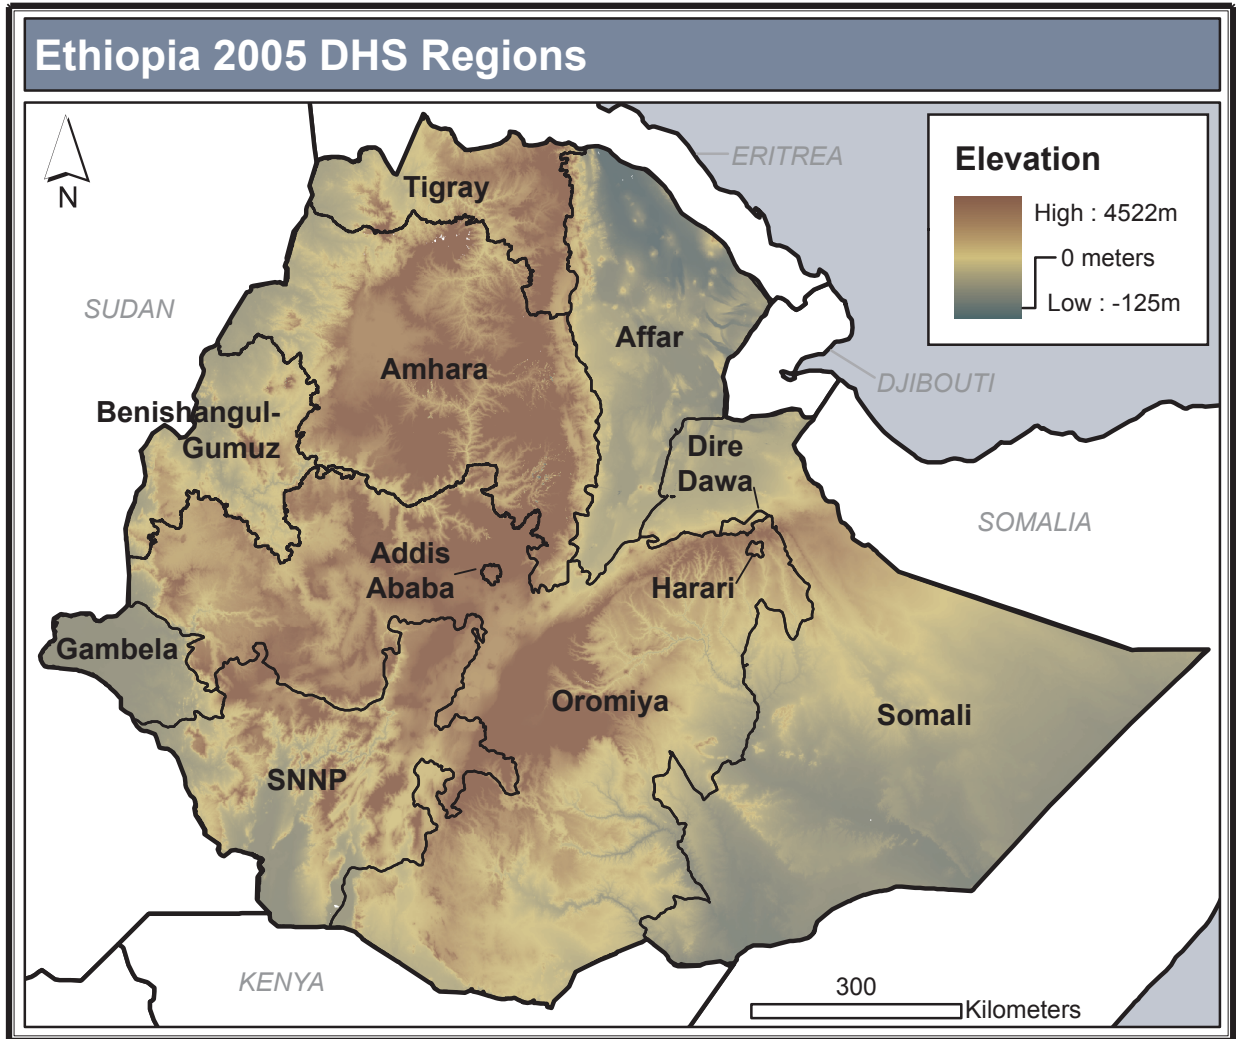 Ethiopia 2005 DHS Regions
N
ERITREA
Elevation
High : 4522m
0 meters
Low : -125m
Tigray
SUDAN
Affar
Amhara
DJIBOUTI
Benishangul-
Gumuz
Dire
Dawa
SOMALIA
Addis
Ababa
Harari
Gambela
Oromiya
Somali
SNNP
KENYA
300
Kilometers